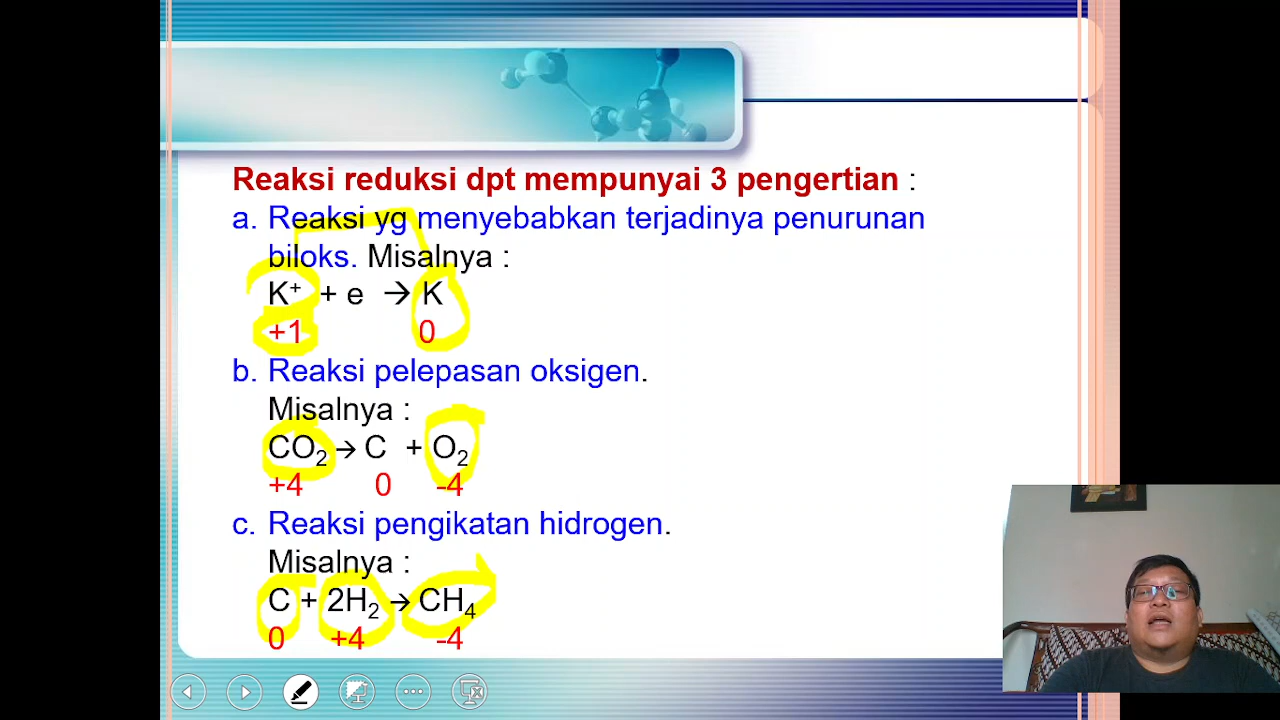 Reaksi reduksi dpt mempunyai 3 pengertian :
a. Reaksi yg menyebabkan terjadinya penurunan
biloks. Misalnya :
K⁺ + e → K
+1 0
b. Reaksi pelepasan oksigen.
Misalnya :
CO₂ → C + O₂
+4 0 -4
c. Reaksi pengikatan hidrogen.
Misalnya :
C + 2H₂ → CH₄
0 +4 -4